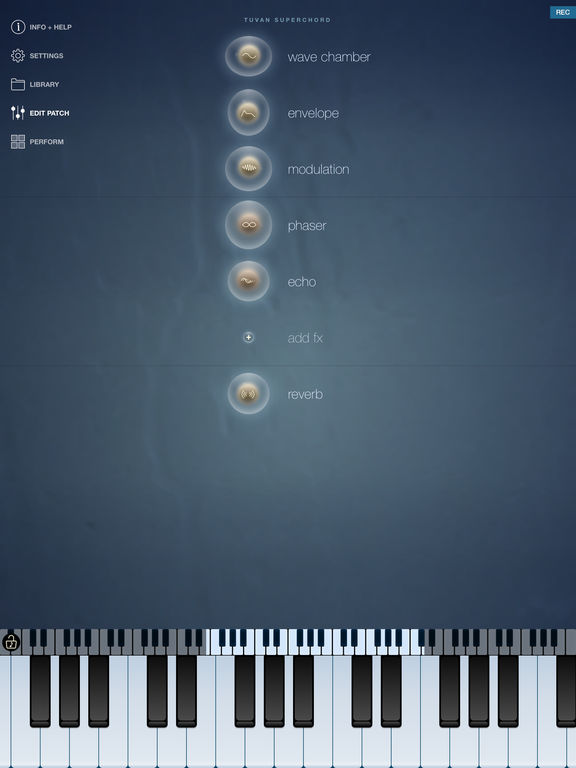 TUVAN SUPERCHORD
REC
INFO + HELP
SETTINGS
LIBRARY
EDIT PATCH
PERFORM
wave chamber
envelope
modulation
phaser
echo
add fx
reverb